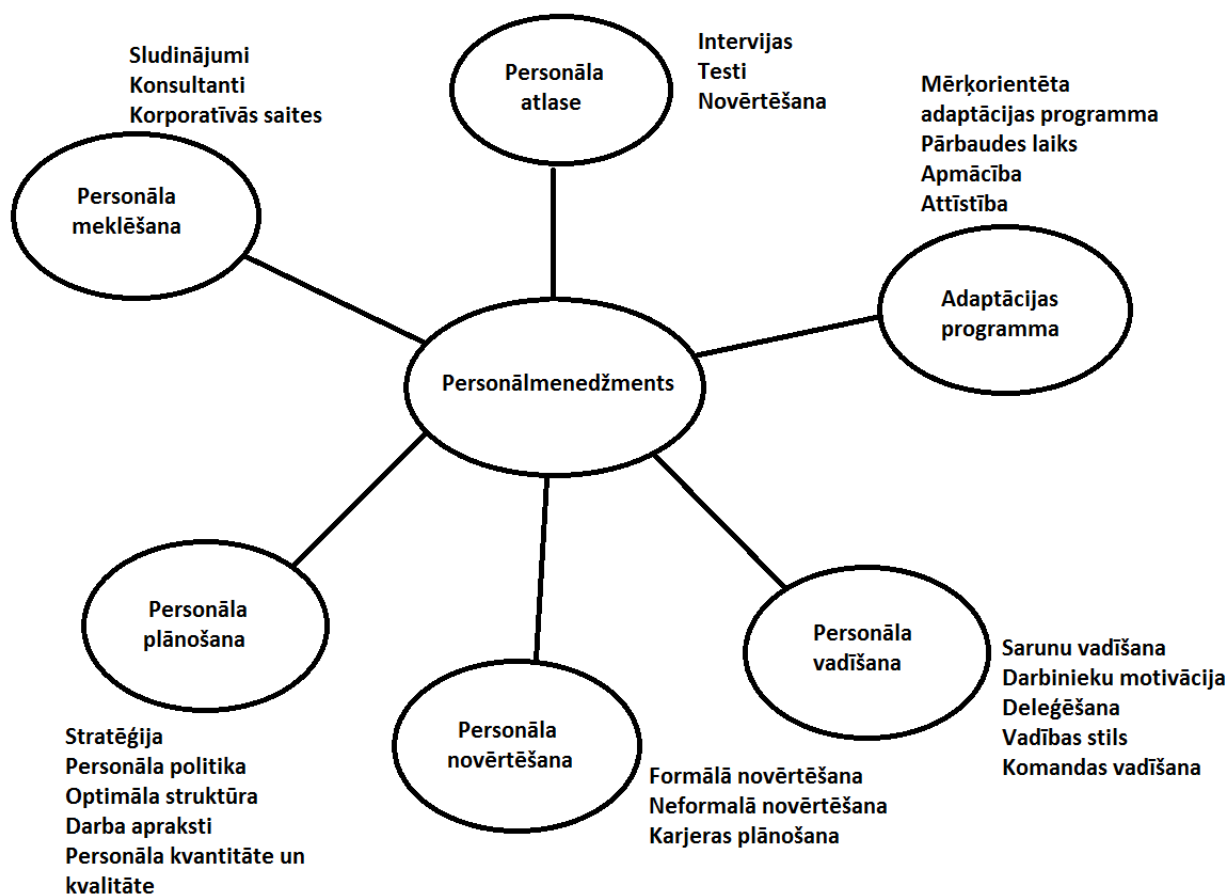 Sludinājumi
Konsultanti
Korporatīvās saites
Personāla
meklēšana
Personāla
atlase
Intervijas
Testi
Novērtēšana
Mērķorientēta
adaptācijas programma
Pārbaudes laiks
Apmācība
Attīstība
Adaptācijas
programma
Personālmenedžments
Personāla
plānošana
Stratēģija
Personāla politika
Optimāla struktūra
Darba apraksti
Personāla kvantitāte un
kvalitāte
Personāla
novērtēšana
Formālā novērtēšana
Neformālā novērtēšana
Karjeras plānošana
Personāla
vadīšana
Sarunu vadīšana
Darbinieku motivācija
Deleģēšana
Vadības stils
Komandas vadīšana